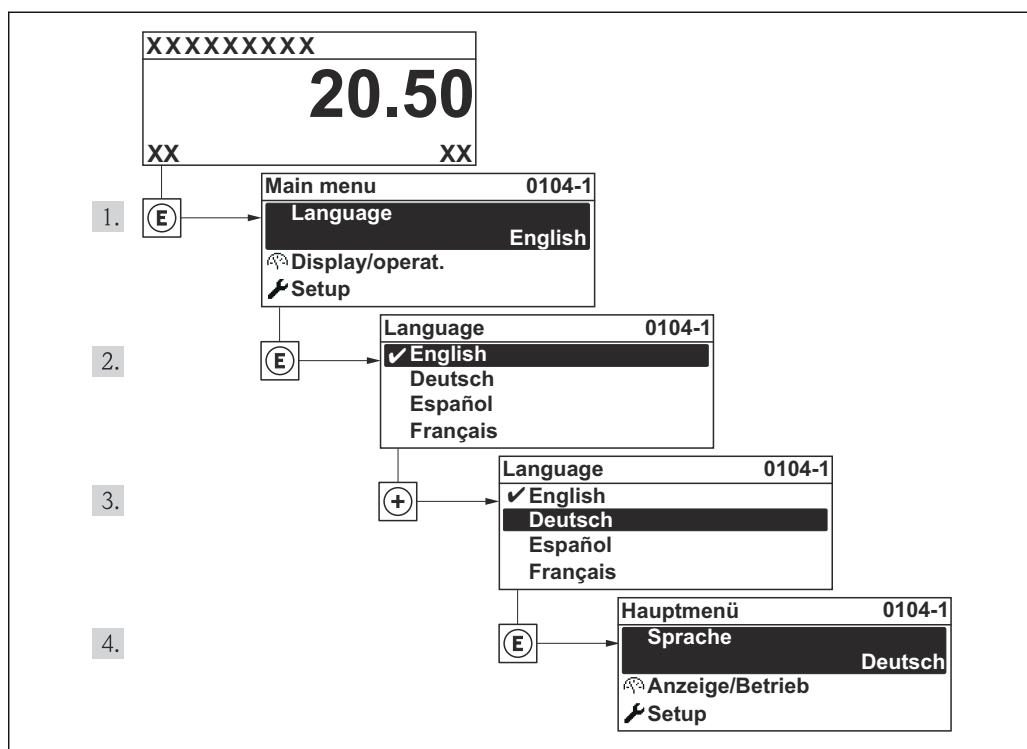 XXXXXXXXX
20.50
XX XX
1. E
Main menu 0104-1
Language
English
Display/operat.
Setup
2. E
Language 0104-1
✔ English
Deutsch
Español
Français
3. +
Language 0104-1
✔ English
Deutsch
Español
Français
4. E
Hauptmenü 0104-1
Sprache
Deutsch
Anzeige/Betrieb
Setup